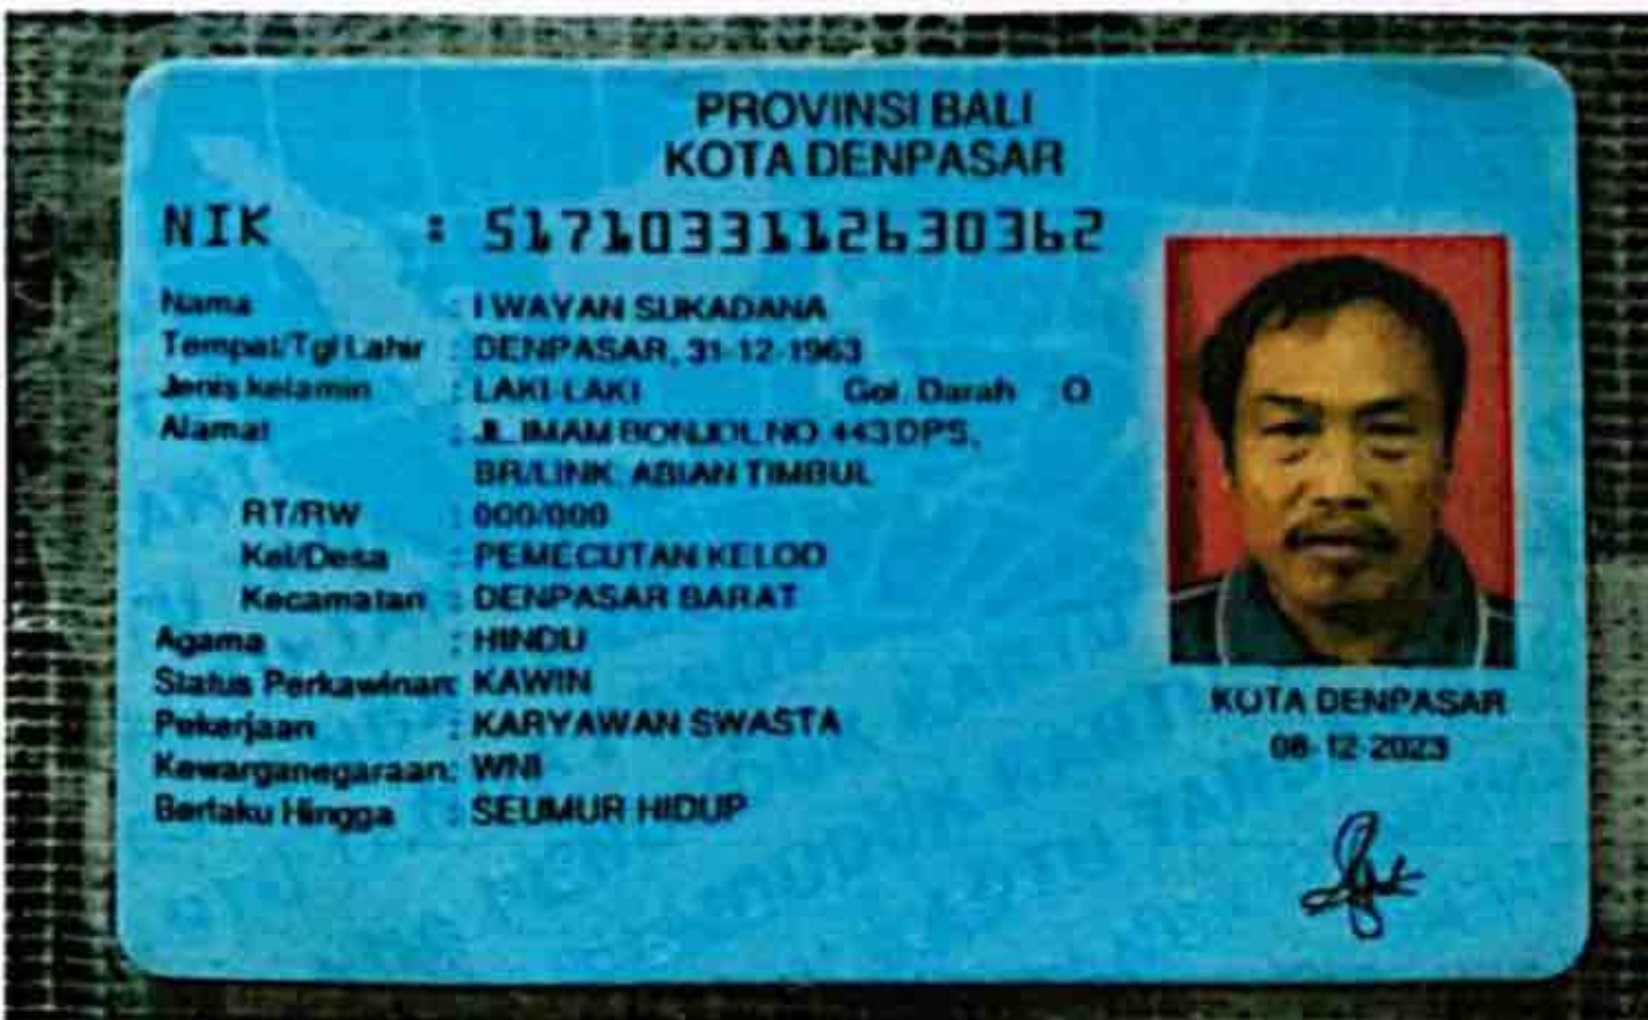 PROVINSI BALI
KOTA DENPASAR
NIK : 5171033112630362
Nama : I WAYAN SUKADANA
Tempat/Tgl Lahir : DENPASAR, 31-12-1963
Jenis kelamin : LAKI-LAKI Gol. Darah O
Alamat : JL.IMAM BONJOL NO.443 DPS,
BR/LINK. ABIAN TIMBUL
RT/RW : 000/000
Kel/Desa : PEMECUTAN KELOD
Kecamatan : DENPASAR BARAT
Agama : HINDU
Status Perkawinan: KAWIN
Pekerjaan : KARYAWAN SWASTA
Kewarganegaraan: WNI
Berlaku Hingga : SEUMUR HIDUP
KOTA DENPASAR
08-12-2023